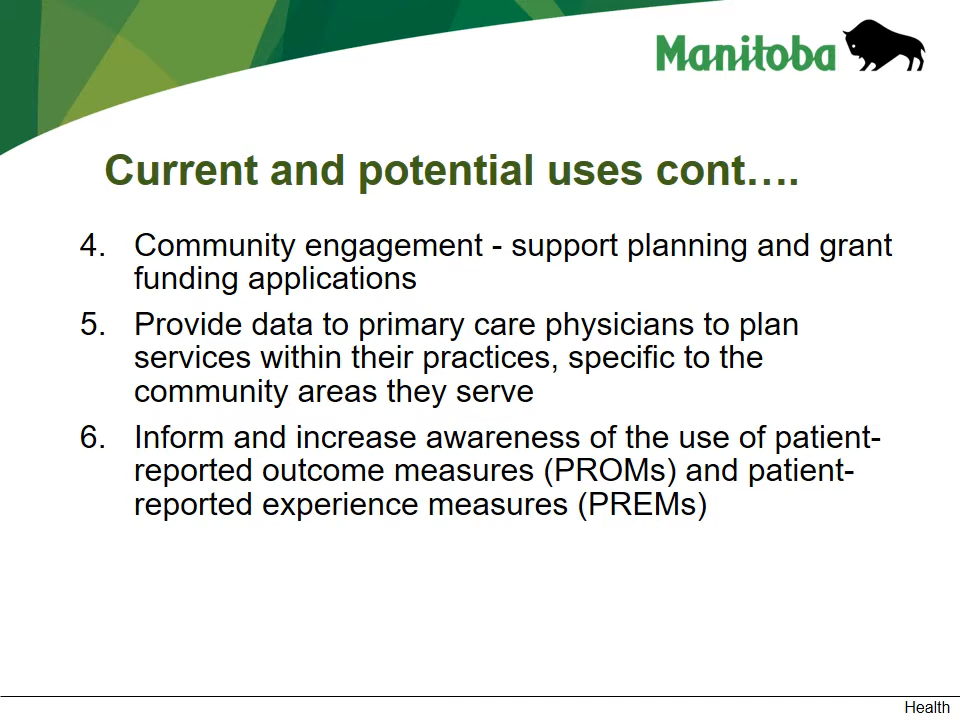 Manitoba
Current and potential uses cont….
4. Community engagement - support planning and grant
funding applications
5. Provide data to primary care physicians to plan
services within their practices, specific to the
community areas they serve
6. Inform and increase awareness of the use of patient-
reported outcome measures (PROMs) and patient-
reported experience measures (PREMs)
Health